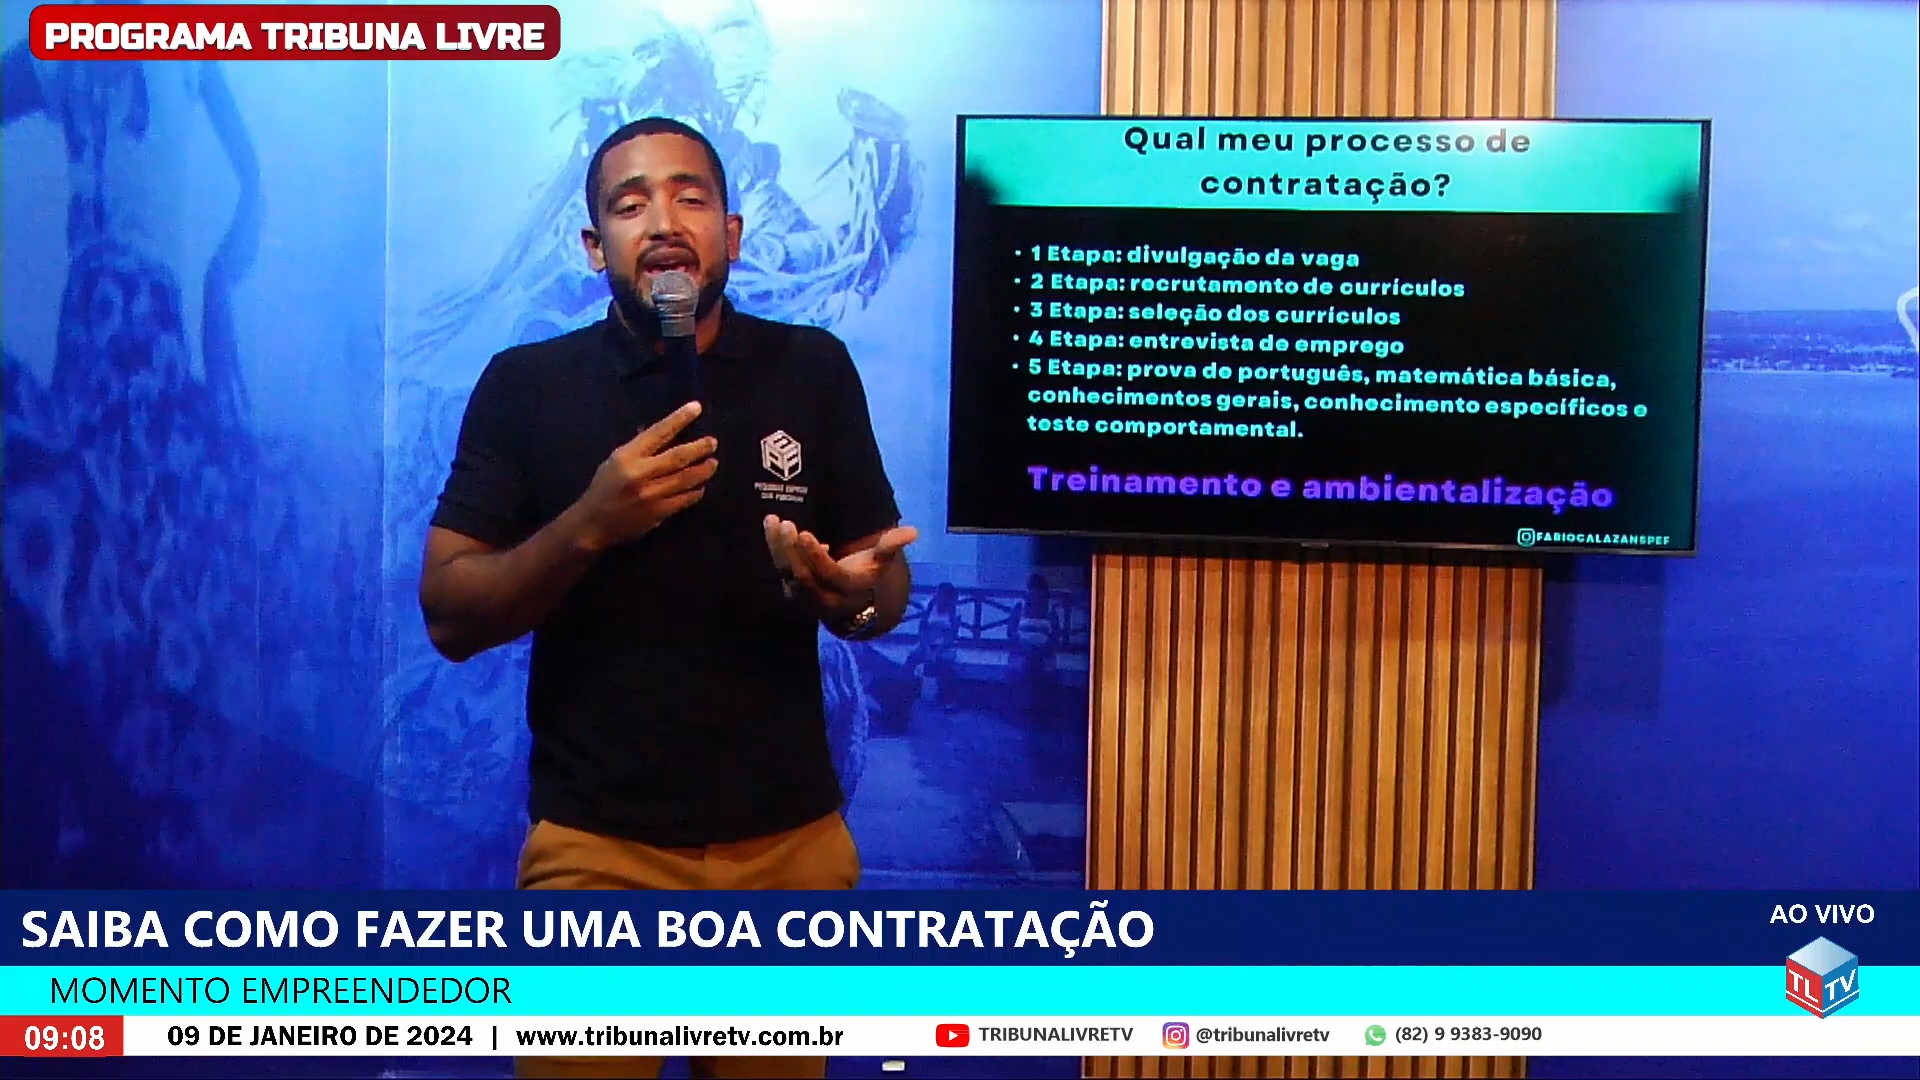 PROGRAMA TRIBUNA LIVRE
Qual meu processo de
contratação?
• 1 Etapa: divulgação da vaga
• 2 Etapa: recrutamento de currículos
• 3 Etapa: seleção dos currículos
• 4 Etapa: entrevista de emprego
• 5 Etapa: prova de português, matemática básica,
conhecimentos gerais, conhecimento específicos e
teste comportamental.
Treinamento e ambientalização
FABIOCALAZANSPEF
PEF
SAIBA COMO FAZER UMA BOA CONTRATAÇÃO
AO VIVO
MOMENTO EMPREENDEDOR
TLTV
09:08
09 DE JANEIRO DE 2024 | www.tribunalivretv.com.br
TRIBUNALIVRETV
@tribunalivretv
(82) 9 9383-9090